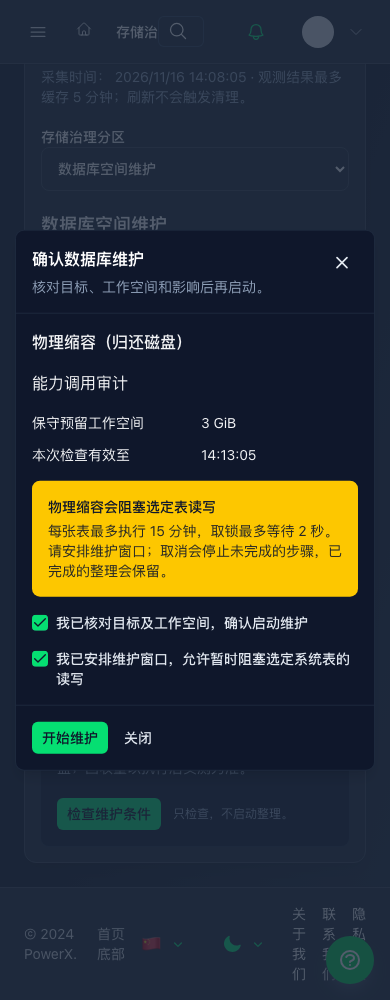 存储治
采集时间： 2026/11/16 14:08:05 · 观测结果最多
缓存 5 分钟；刷新不会触发清理。
存储治理分区
数据库空间维护
数据库空间维护
确认数据库维护
核对目标、工作空间和影响后再启动。
物理缩容（归还磁盘）
能力调用审计
保守预留工作空间 3 GiB
本次检查有效至 14:13:05
物理缩容会阻塞选定表读写
每张表最多执行 15 分钟，取锁最多等待 2 秒。
请安排维护窗口；取消会停止未完成的步骤，已
完成的整理会保留。
我已核对目标及工作空间，确认启动维护
我已安排维护窗口，允许暂时阻塞选定系统表的
读写
开始维护 关闭
检查维护条件 只检查，不启动整理。
© 2024
PowerX.
首页
底部
关于我们
联系我们
隐私